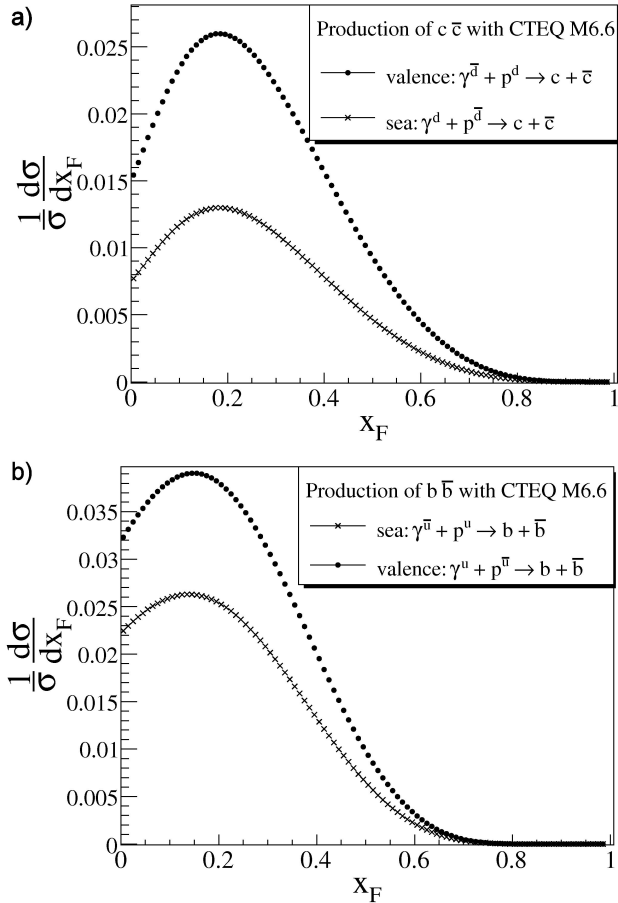 a)
Production of c c̅ with CTEQ M6.6
valence: γ^d̅ + p^d → c + c̅
sea: γ^d + p^d̅ → c + c̅
1/σ dσ/dx_F
0.025
0.02
0.015
0.01
0.005
0
0 0.2 0.4 0.6 0.8 1
x_F
b)
Production of b b̅ with CTEQ M6.6
sea: γ^u̅ + p^u → b + b̅
valence: γ^u + p^u̅ → b + b̅
1/σ dσ/dx_F
0.035
0.03
0.025
0.02
0.015
0.01
0.005
0
0 0.2 0.4 0.6 0.8 1
x_F